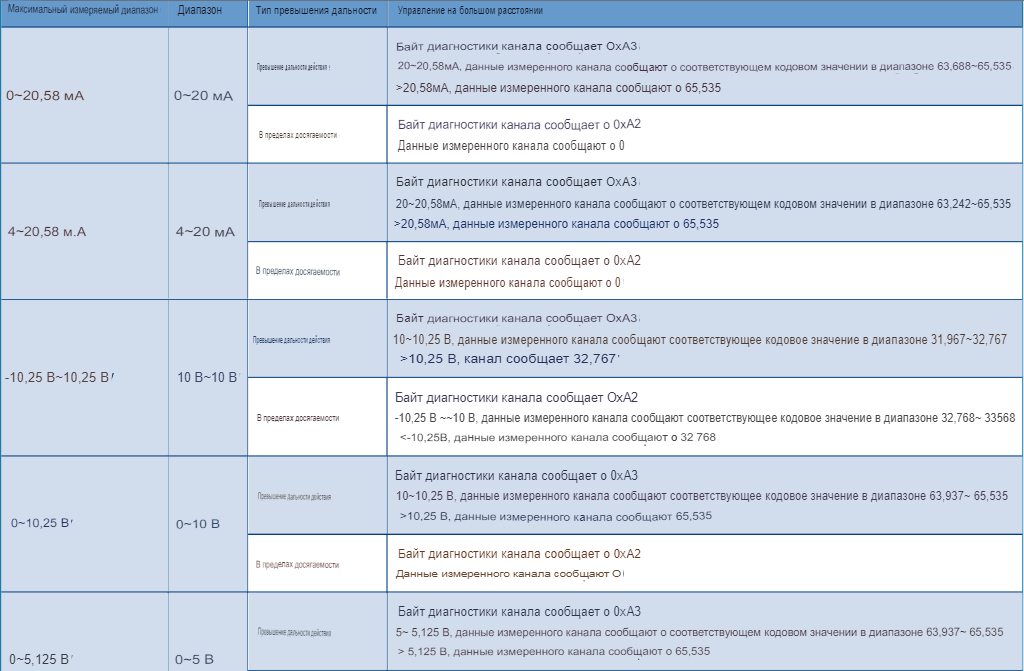 Максимальный измеряемый диапазон
Диапазон
Тип превышения дальности
Управление на большом расстоянии
0~20,58 мА
0~20 мА
Превышение дальности действия
Байт диагностики канала сообщает OxA3
20~20,58мА, данные измеренного канала сообщают о соответствующем кодовом значении в диапазоне 63,688~65,535
>20,58мА, данные измеренного канала сообщают о 65,535
В пределах досягаемости
Байт диагностики канала сообщает о 0xA2
Данные измеренного канала сообщают о 0
4~20,58 м.А
4~20 мА
Превышение дальности действия
Байт диагностики канала сообщает OxA3
20~20,58мА, данные измеренного канала сообщают о соответствующем кодовом значении в диапазоне 63,242~65,535
>20,58мА, данные измеренного канала сообщают о 65,535
В пределах досягаемости
Байт диагностики канала сообщает о 0xA2
Данные измеренного канала сообщают о 0
-10,25 В~10,25 В
10 В~10 В
Превышение дальности действия
Байт диагностики канала сообщает OxA3
10~10,25 В, данные измеренного канала сообщают соответствующее кодовое значение в диапазоне 31,967~32,767
>10,25 В, канал сообщает 32,767
В пределах досягаемости
Байт диагностики канала сообщает OxA2
-10,25 В ~~10 В, данные измеренного канала сообщают соответствующее кодовое значение в диапазоне 32,768~ 33568
<-10,25В, данные измеренного канала сообщают о 32 768
0~10,25 В
0~10 В
Превышение дальности действия
Байт диагностики канала сообщает о 0xA3
10~10,25 В, данные измеренного канала сообщают соответствующее кодовое значение в диапазоне 63,937~ 65,535
>10,25 В, данные измеренного канала сообщают 65,535
В пределах досягаемости
Байт диагностики канала сообщает о 0xA2
Данные измеренного канала сообщают O
0~5,125 В
0~5 В
Превышение дальности действия
Байт диагностики канала сообщает о 0xA3
5~ 5,125 В, данные измеренного канала сообщают о соответствующем кодовом значении в диапазоне 63,937~ 65,535
> 5,125 В, данные измеренного канала сообщают о 65,535